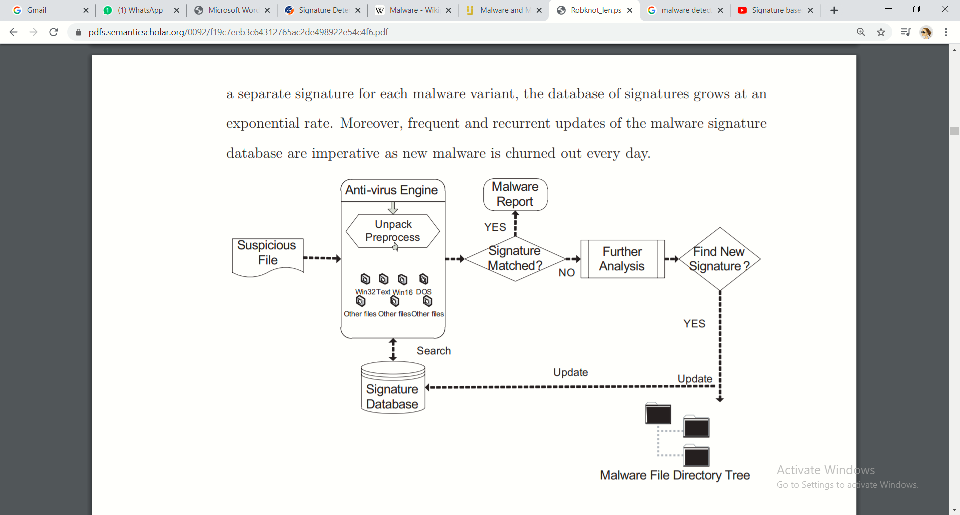 Gmail
(1) WhatsApp
Microsoft Wor
Signature Dete
Malware - Wiki
Malware and
Robknot_len.ps
malware detec
Signature base
a separate signature for each malware variant, the database of signatures grows at an
exponential rate. Moreover, frequent and recurrent updates of the malware signature
database are imperative as new malware is churned out every day.
Anti-virus Engine
Unpack
Preprocess
Suspicious
File
Win32 Text Win16 DOS
Other files Other files Other files
Malware
Report
YES
Signature
Matched?
NO
Further
Analysis
Find New
Signature ?
YES
Search
Signature
Database
Update
Update
Malware File Directory Tree
Activate Windows
Go to Settings to activate Windows.